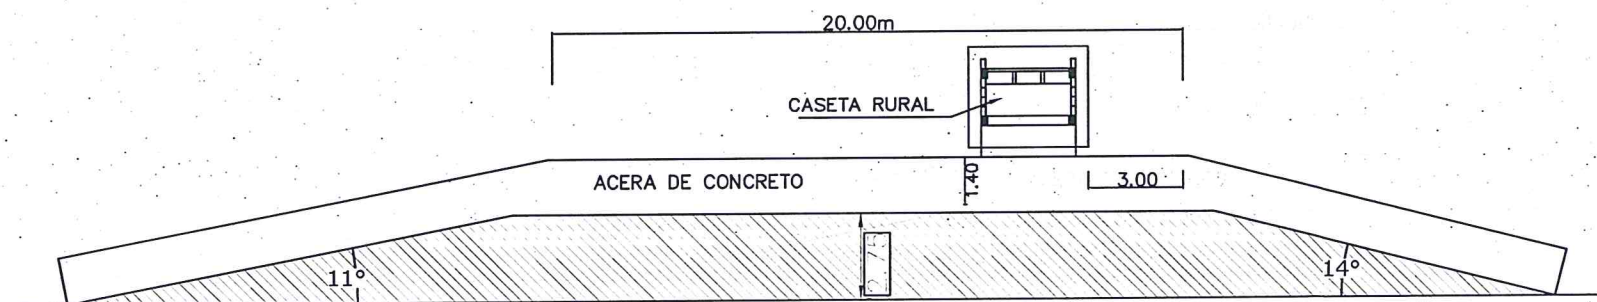 20.00m
CASETA RURAL
ACERA DE CONCRETO
1.40
3.00
11°
14°